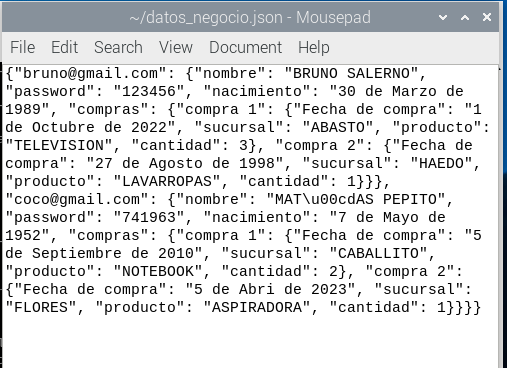 ~/datos_negocio.json - Mousepad
File Edit Search View Document Help
{"bruno@gmail.com": {"nombre": "BRUNO SALERNO",
"password": "123456", "nacimiento": "30 de Marzo de
1989", "compras": {"compra 1": {"Fecha de compra": "1
de Octubre de 2022", "sucursal": "ABASTO", "producto":
"TELEVISION", "cantidad": 3}, "compra 2": {"Fecha de
compra": "27 de Agosto de 1998", "sucursal": "HAEDO",
"producto": "LAVARROPAS", "cantidad": 1}}},
"coco@gmail.com": {"nombre": "MAT\u00cdAS PEPITO",
"password": "741963", "nacimiento": "7 de Mayo de
1952", "compras": {"compra 1": {"Fecha de compra": "5
de Septiembre de 2010", "sucursal": "CABALLITO",
"producto": "NOTEBOOK", "cantidad": 2}, "compra 2":
{"Fecha de compra": "5 de Abri de 2023", "sucursal":
"FLORES", "producto": "ASPIRADORA", "cantidad": 1}}}}